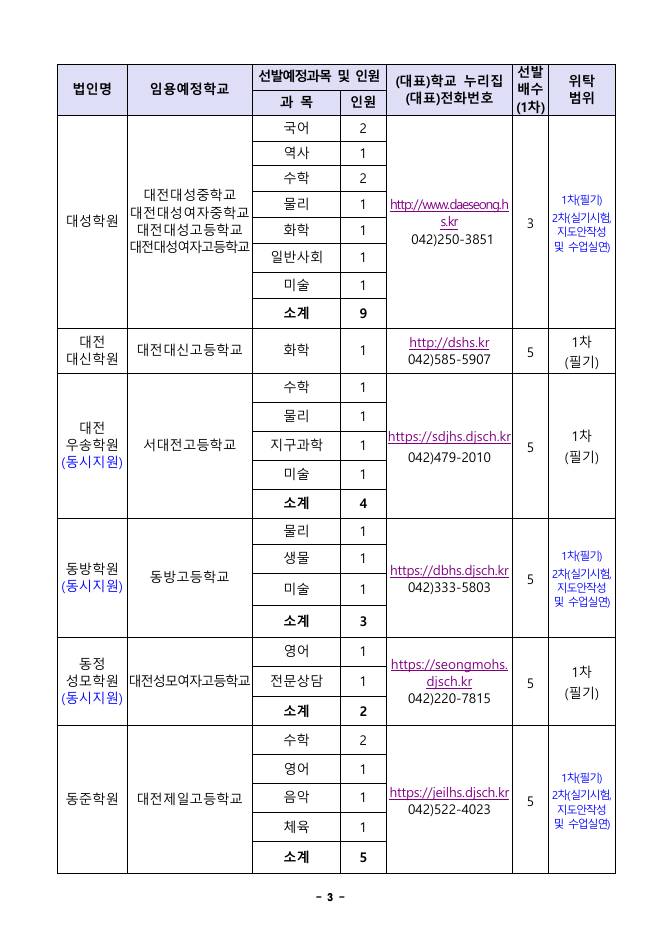 법인명 임용예정학교 선발예정과목 및 인원 (대표)학교 누리집 선발 위탁
과 목 인원 (대표)전화번호 배수 범위
(1차)
대성학원
대전대성중학교
대전대성여자중학교
대전대성고등학교
대전대성여자고등학교
국어 2
역사 1
수학 2
물리 1
화학 1
일반사회 1
미술 1
소계 9
http://www.daeseong.h
s.kr
042)250-3851
3
1차(필기)
2차(실기시험,
지도안작성
및 수업실연)
대전
대신학원
대전대신고등학교
화학 1
http://dshs.kr
042)585-5907
5
1차
(필기)
대전
우송학원
(동시지원)
서대전고등학교
수학 1
물리 1
지구과학 1
미술 1
소계 4
https://sdjhs.djsch.kr
042)479-2010
5
1차
(필기)
동방학원
(동시지원)
동방고등학교
물리 1
생물 1
미술 1
소계 3
https://dbhs.djsch.kr
042)333-5803
5
1차(필기)
2차(실기시험,
지도안작성
및 수업실연)
동정
성모학원
(동시지원)
대전성모여자고등학교
영어 1
전문상담 1
소계 2
https://seongmohs.
djsch.kr
042)220-7815
5
1차
(필기)
동준학원
대전제일고등학교
수학 2
영어 1
음악 1
체육 1
소계 5
https://jeilhs.djsch.kr
042)522-4023
5
1차(필기)
2차(실기시험,
지도안작성
및 수업실연)
- 3 -